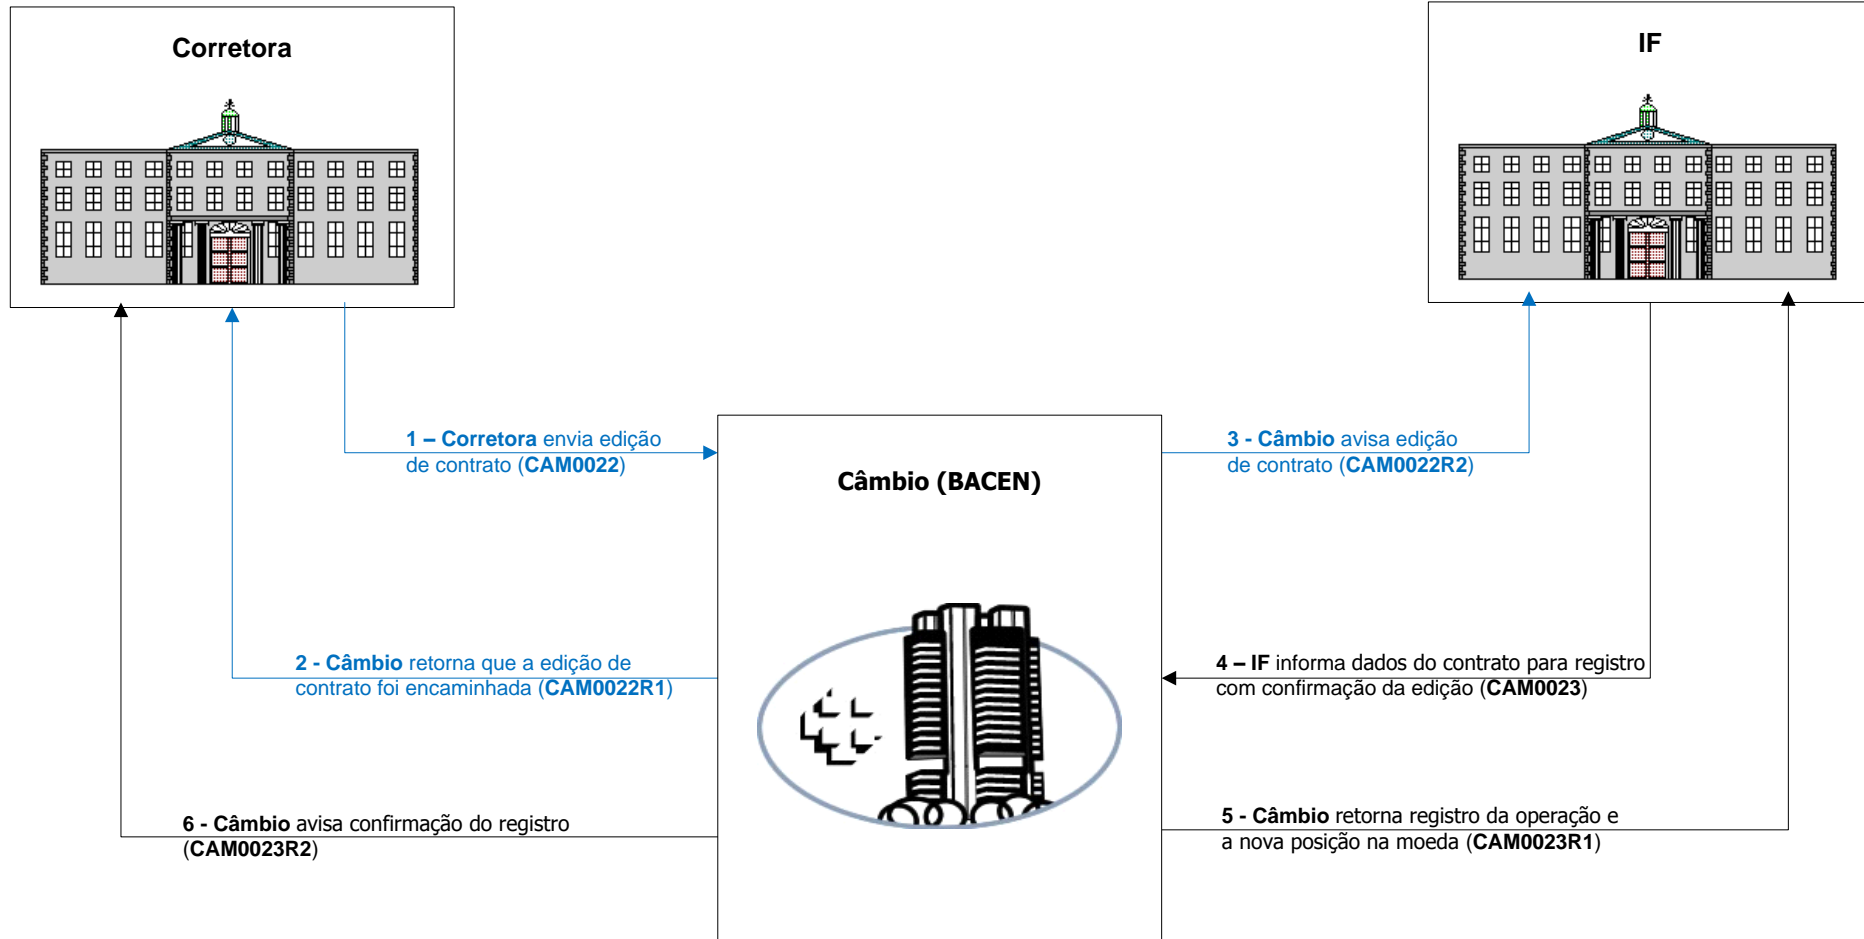 Corretora
IF
1 – Corretora envia edição
de contrato (CAM0022)
3 - Câmbio avisa edição
de contrato (CAM0022R2)
Câmbio (BACEN)
2 - Câmbio retorna que a edição de
contrato foi encaminhada (CAM0022R1)
4 – IF informa dados do contrato para registro
com confirmação da edição (CAM0023)
6 - Câmbio avisa confirmação do registro
(CAM0023R2)
5 - Câmbio retorna registro da operação e
a nova posição na moeda (CAM0023R1)